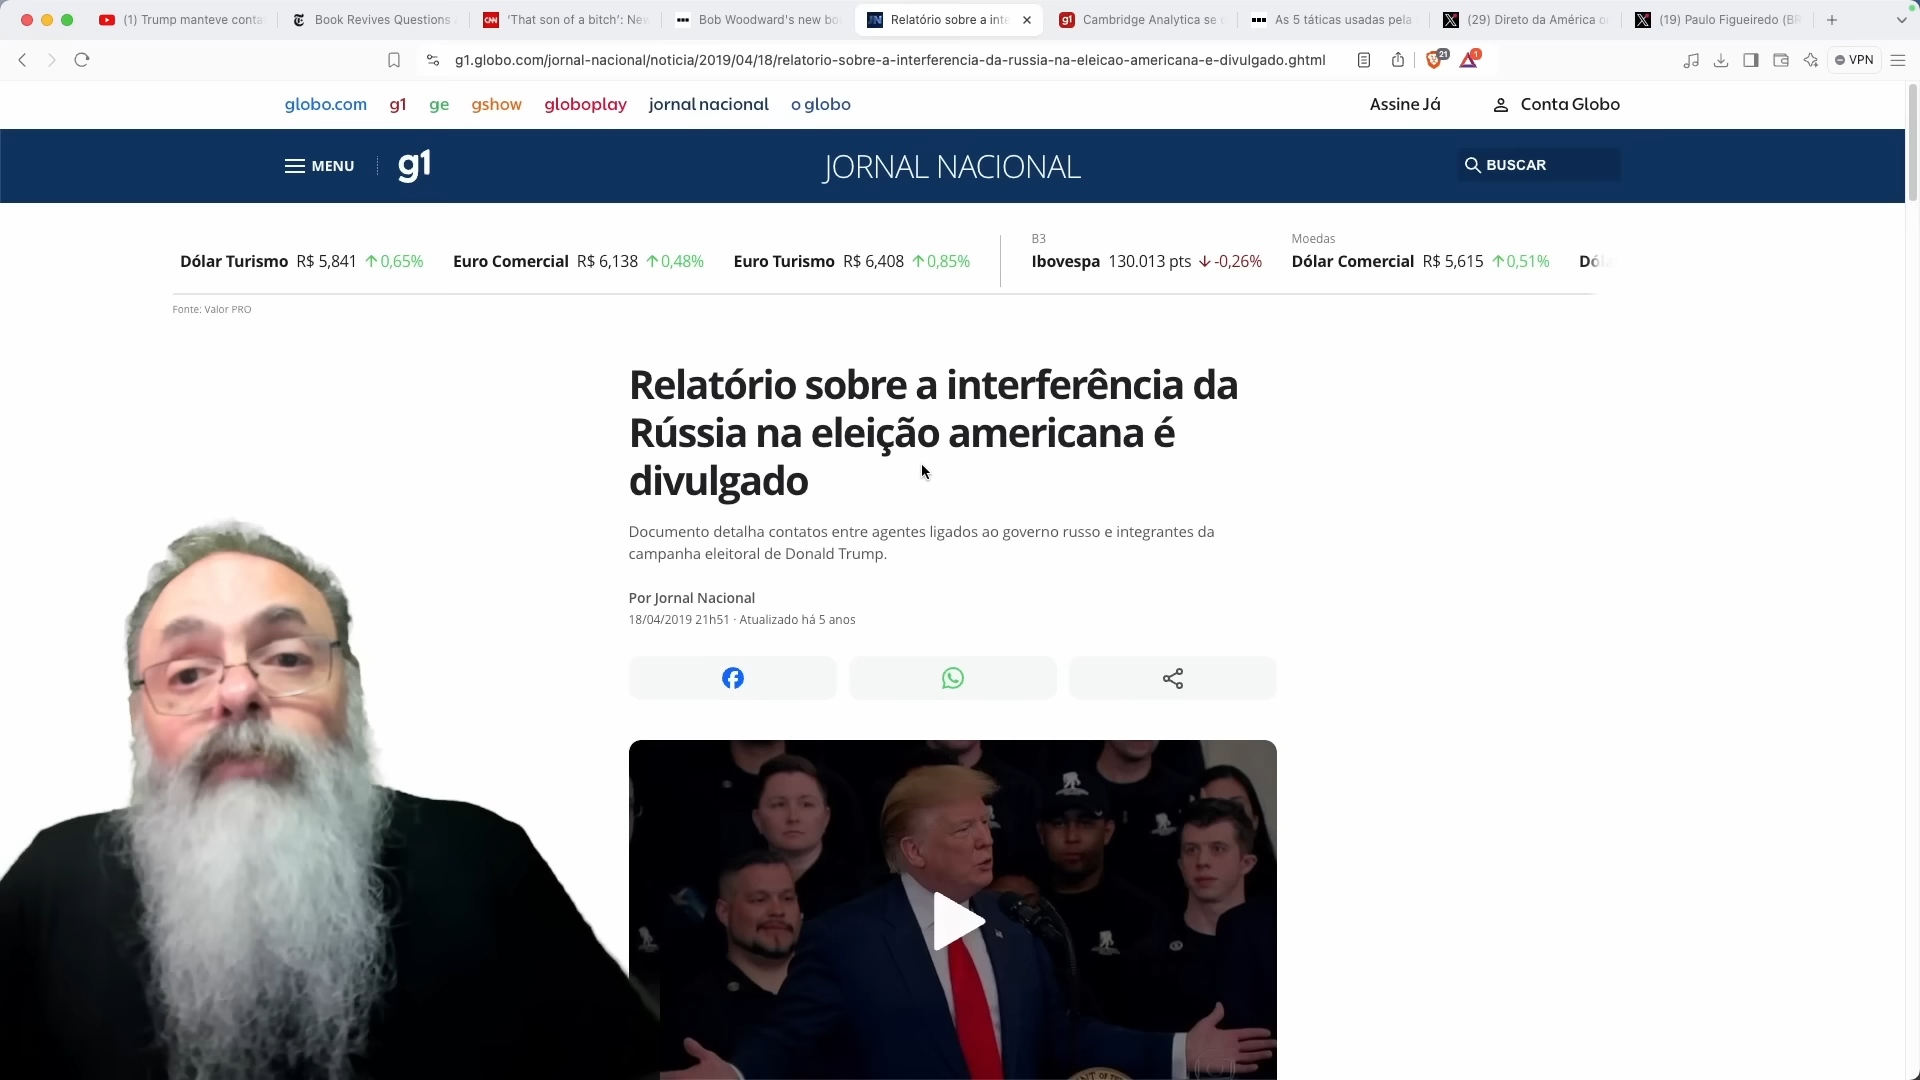 (1) Trump manteve conta
Book Revives Questions
CNN
'That son of a bitch': Ne
Bob Woodward's new bo
JN
Relatório sobre a inte
g1
Cambridge Analytica se
As 5 táticas usadas pela
X
(29) Direto da América
X
(19) Paulo Figueiredo (BR
g1.globo.com/jornal-nacional/noticia/2019/04/18/relatorio-sobre-a-interferencia-da-russia-na-eleicao-americana-e-divulgado.ghtml
21
1
VPN
globo.com
g1
ge
gshow
globoplay
jornal nacional
o globo
Assine Já
Conta Globo
MENU
g1
JORNAL NACIONAL
BUSCAR
B3
Moedas
Dólar Turismo R$ 5,841 ↑0,65%
Euro Comercial R$ 6,138 ↑0,48%
Euro Turismo R$ 6,408 ↑0,85%
Ibovespa 130.013 pts ↓-0,26%
Dólar Comercial R$ 5,615 ↑0,51%
Fonte: Valor PRO
Relatório sobre a interferência da
Rússia na eleição americana é
divulgado
Documento detalha contatos entre agentes ligados ao governo russo e integrantes da
campanha eleitoral de Donald Trump.
Por Jornal Nacional
18/04/2019 21h51 · Atualizado há 5 anos